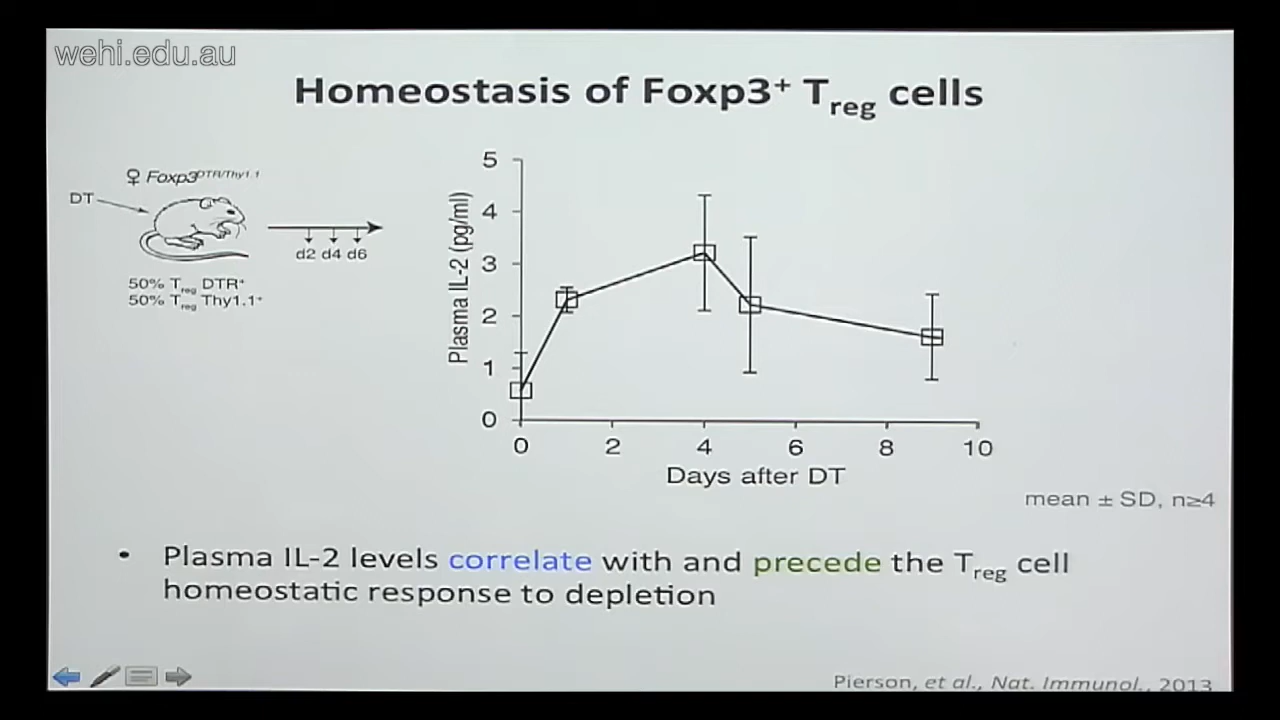 wehi.edu.au
Homeostasis of Foxp3⁺ Treg cells
♀ Foxp3DTR/Thy1.1
DT
d2 d4 d6
50% Treg DTR⁺
50% Treg Thy1.1⁺
Plasma IL-2 (pg/ml)
5
4
3
2
1
0
0 2 4 6 8 10
Days after DT
mean ± SD, n≥4
• Plasma IL-2 levels correlate with and precede the Treg cell
homeostatic response to depletion
Pierson, et al., Nat. Immunol., 2013